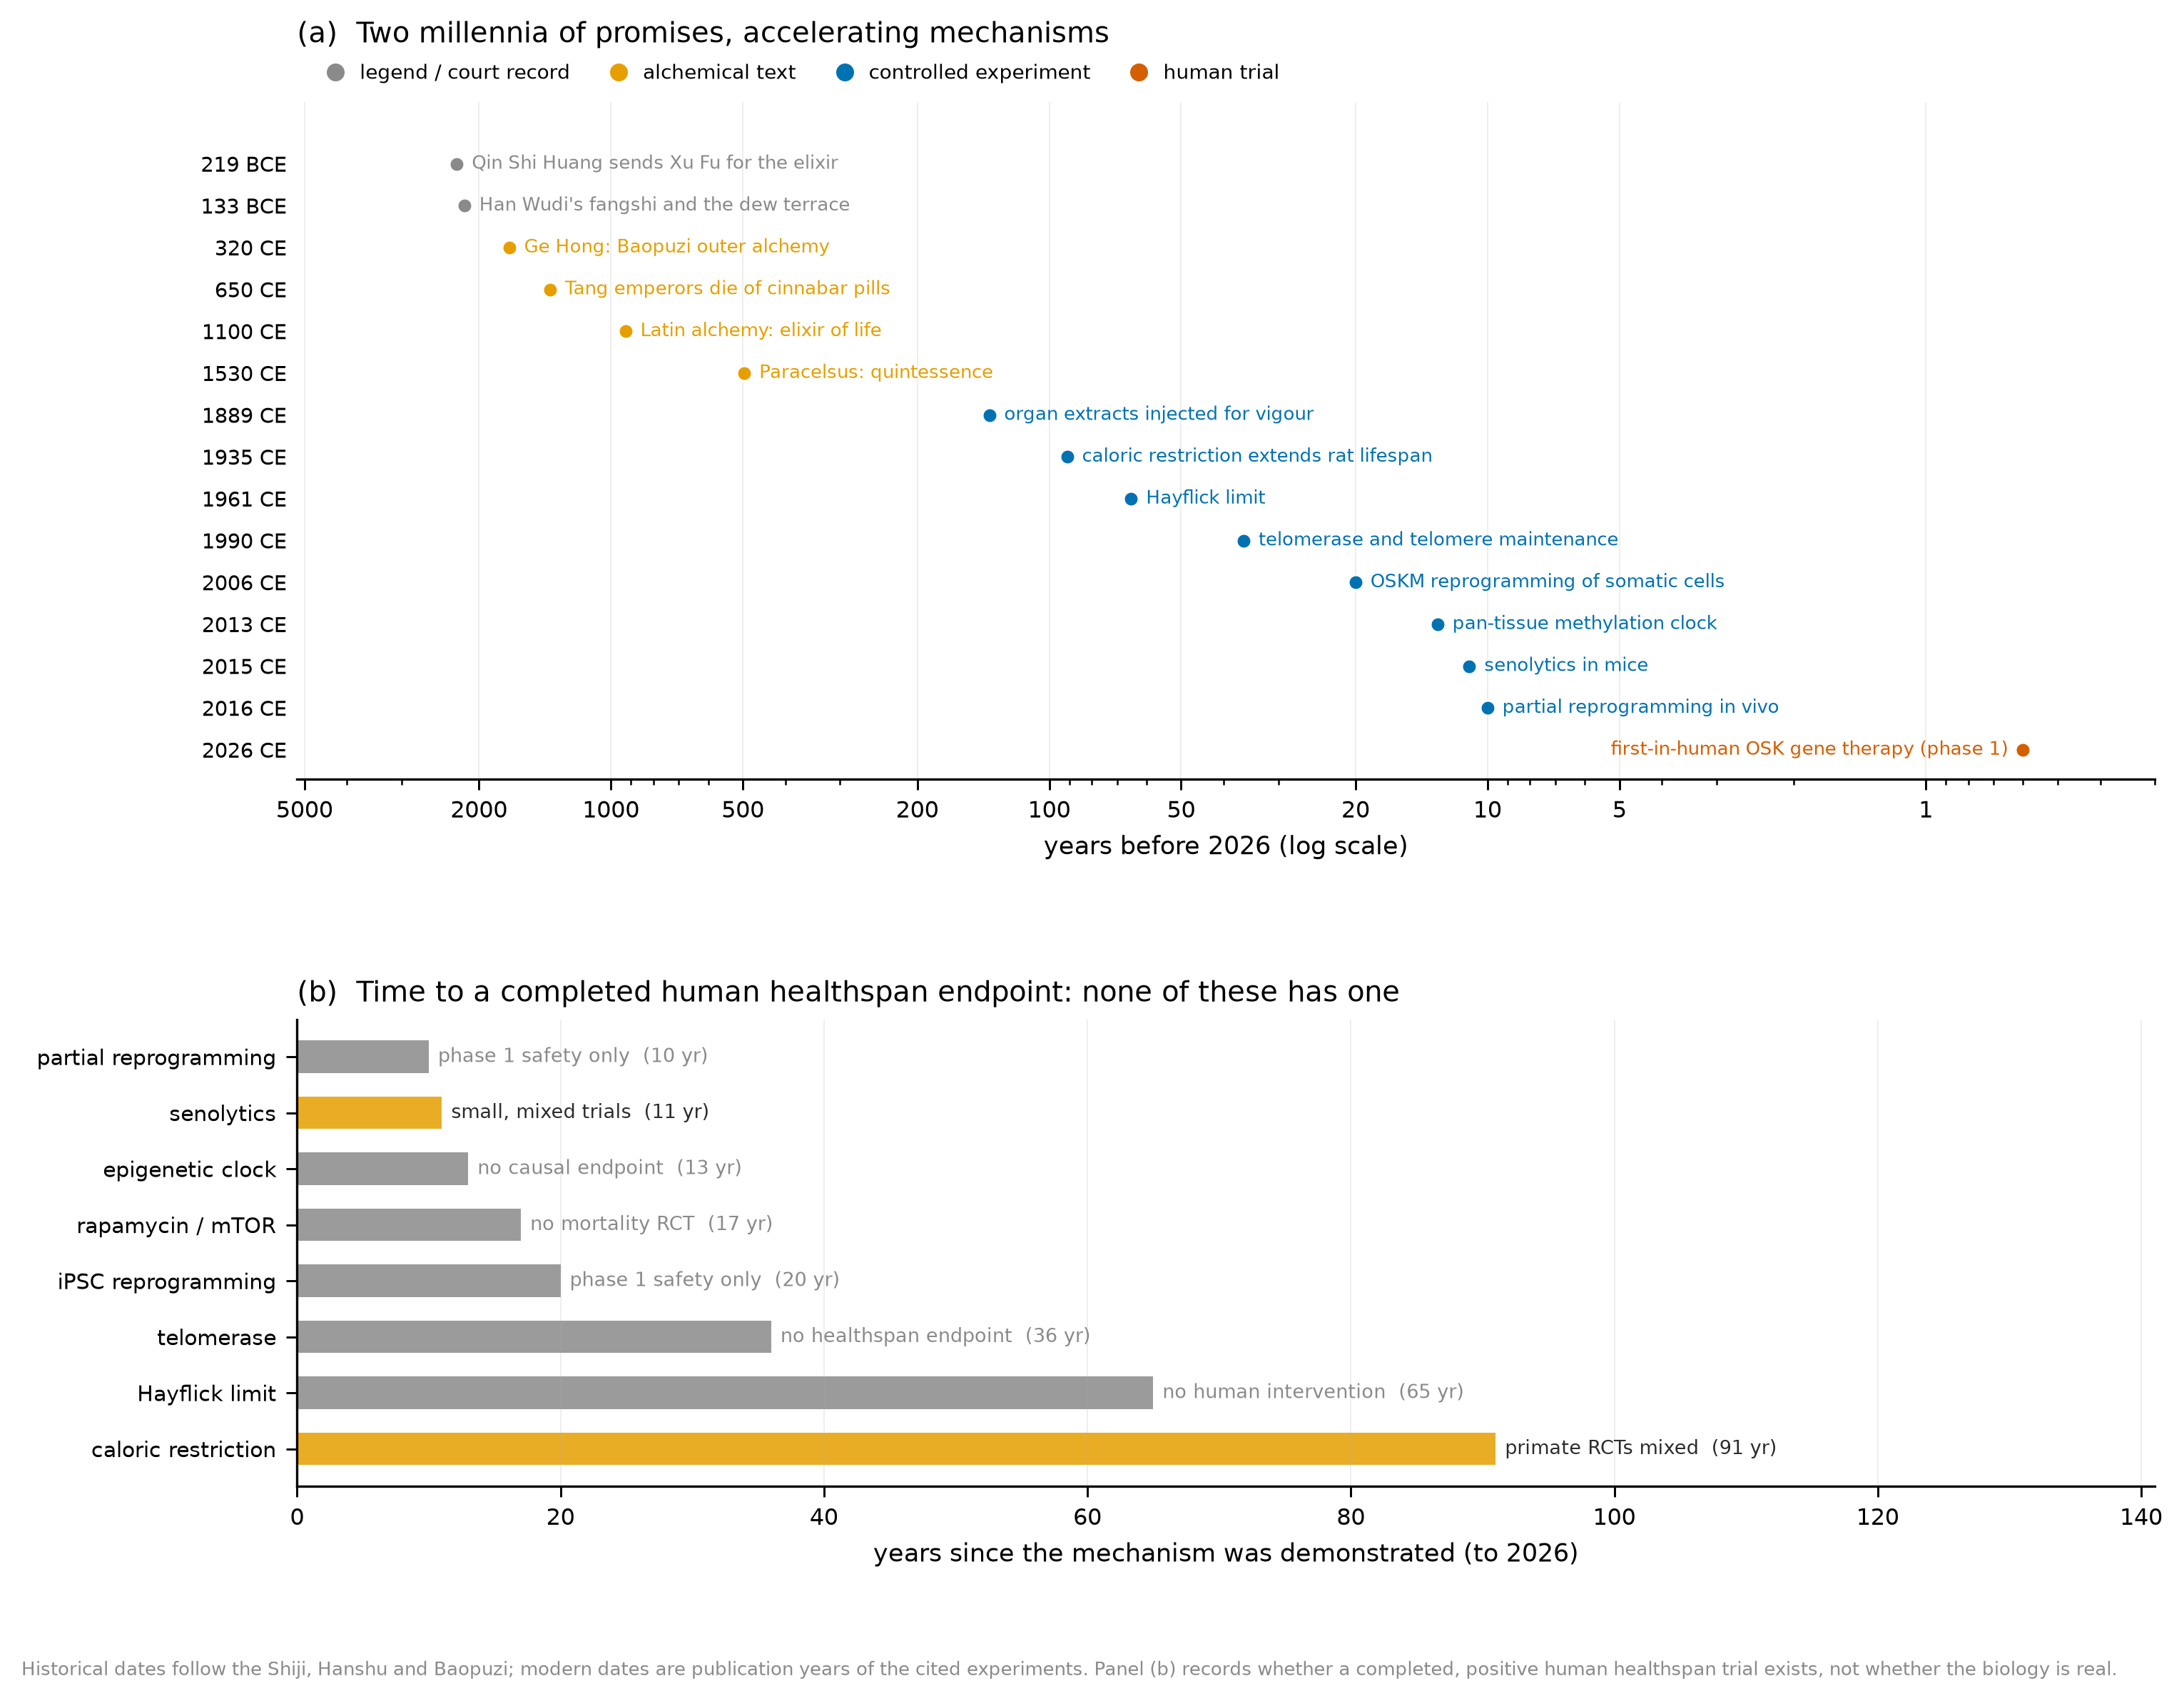 (a) Two millennia of promises, accelerating mechanisms
legend / court record
alchemical text
controlled experiment
human trial
219 BCE
Qin Shi Huang sends Xu Fu for the elixir
133 BCE
Han Wudi's fangshi and the dew terrace
320 CE
Ge Hong: Baopuzi outer alchemy
650 CE
Tang emperors die of cinnabar pills
1100 CE
Latin alchemy: elixir of life
1530 CE
Paracelsus: quintessence
1889 CE
organ extracts injected for vigour
1935 CE
caloric restriction extends rat lifespan
1961 CE
Hayflick limit
1990 CE
telomerase and telomere maintenance
2006 CE
OSKM reprogramming of somatic cells
2013 CE
pan-tissue methylation clock
2015 CE
senolytics in mice
2016 CE
partial reprogramming in vivo
2026 CE
first-in-human OSK gene therapy (phase 1)
5000 2000 1000 500 200 100 50 20 10 5 1
years before 2026 (log scale)
(b) Time to a completed human healthspan endpoint: none of these has one
partial reprogramming
phase 1 safety only (10 yr)
senolytics
small, mixed trials (11 yr)
epigenetic clock
no causal endpoint (13 yr)
rapamycin / mTOR
no mortality RCT (17 yr)
iPSC reprogramming
phase 1 safety only (20 yr)
telomerase
no healthspan endpoint (36 yr)
Hayflick limit
no human intervention (65 yr)
caloric restriction
primate RCTs mixed (91 yr)
0 20 40 60 80 100 120 140
years since the mechanism was demonstrated (to 2026)
Historical dates follow the Shiji, Hanshu and Baopuzi; modern dates are publication years of the cited experiments. Panel (b) records whether a completed, positive human healthspan trial exists, not whether the biology is real.